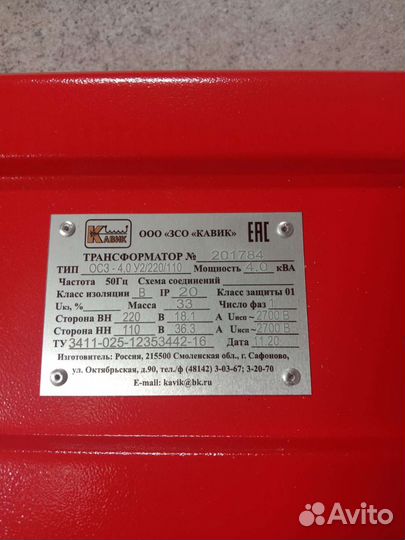 КАВИК ООО «ЗСО «КАВИК» ЕАС
ТРАНСФОРМАТОР № 201784
ТИП ОСЗ - 4.0 У2/220/110 Мощность 4.0 кВА
Частота 50Гц Схема соединений
Класс изоляции В IP 20 Класс защиты 01
Uкз, % Масса 33 Число фаз 1
Сторона ВН 220 В 18.1 А Uисп ~ 2700 В
Сторона НН 110 В 36.3 А Uисп ~ 2700 В
ТУ 3411-025-12353442-16 Дата 11.20
Изготовитель: Россия, 215500 Смоленская обл., г. Сафоново,
ул. Октябрьская, д.90, тел./ф (48142) 3-03-67; 3-20-70
E-mail: kavik@bk.ru
Avito